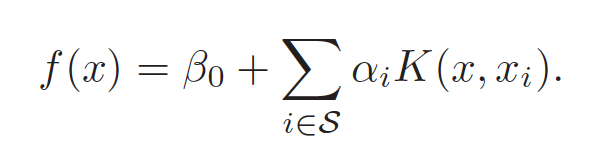 f(x) = β₀ + ∑_{i∈𝒮} αᵢK(x, xᵢ).